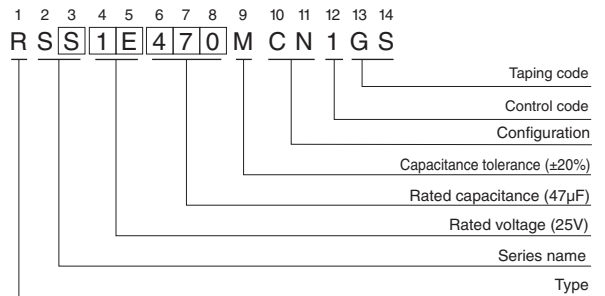 1 2 3 4 5 6 7 8 9 10 11 12 13 14
R S S 1 E 4 7 0 M C N 1 G S
Taping code
Control code
Configuration
Capacitance tolerance (±20%)
Rated capacitance (47µF)
Rated voltage (25V)
Series name
Type